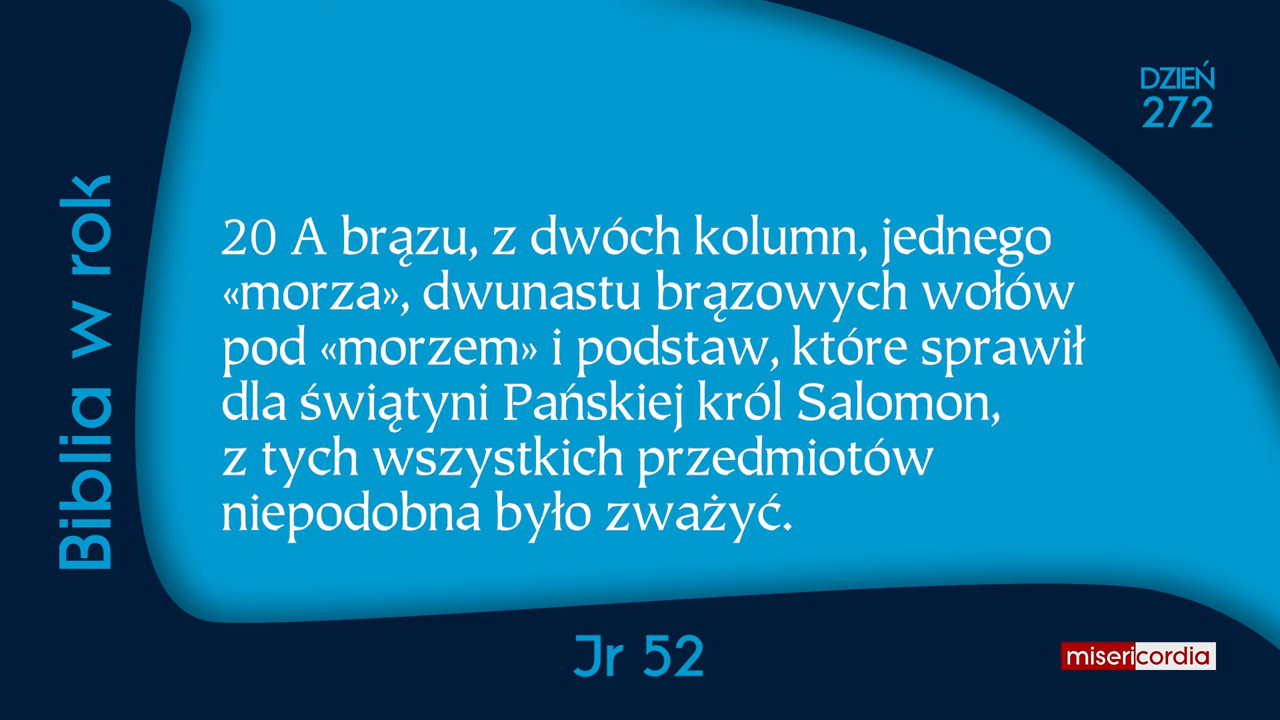 DZIEŃ
272
Biblia w rok
20 A brązu, z dwóch kolumn, jednego
«morza», dwunastu brązowych wołów
pod «morzem» i podstaw, które sprawił
dla świątyni Pańskiej król Salomon,
z tych wszystkich przedmiotów
niepodobna było zważyć.
Jr 52
misericordia